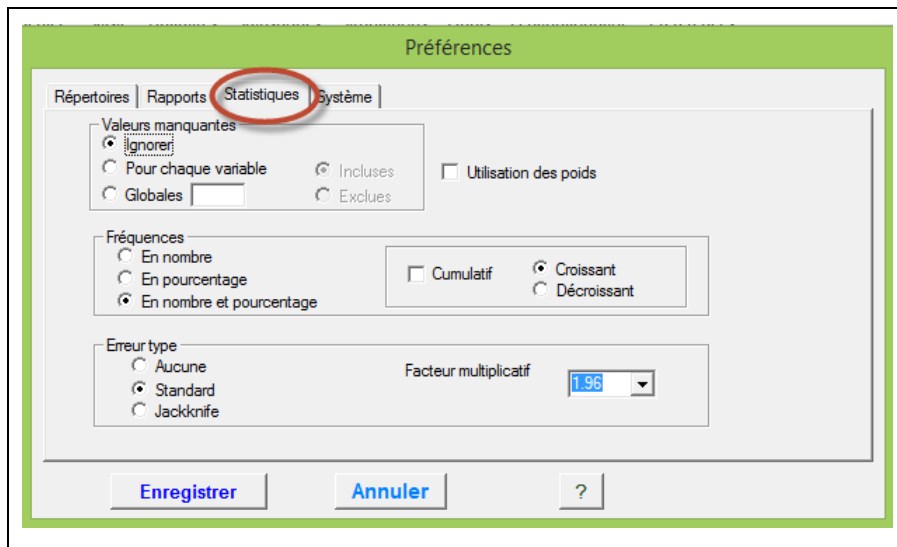 Préférences
Répertoires Rapports Statistiques Système
Valeurs manquantes
Ignorer
Pour chaque variable Incluses Utilisation des poids
Globales Exclues
Fréquences
En nombre
En pourcentage Cumulatif Croissant
En nombre et pourcentage Décroissant
Erreur type
Aucune
Standard Facteur multiplicatif 1.96
Jackknife
Enregistrer Annuler ?